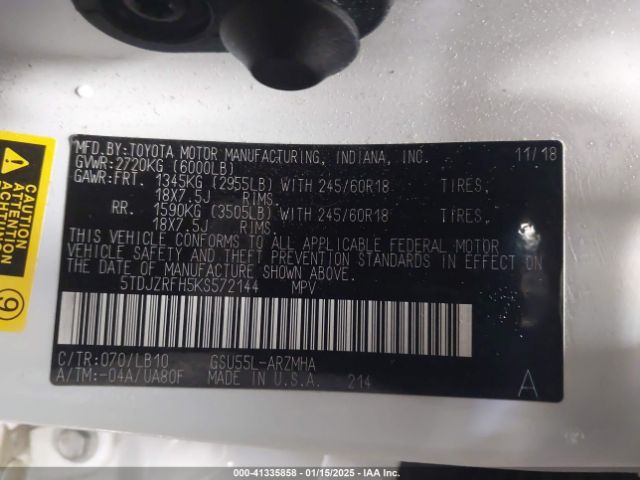 MFD.BY:TOYOTA MOTOR MANUFACTURING, INDIANA, INC. 11/18
GVWR:2720KG (6000LB)
GAWR:FRT. 1345KG (2955LB) WITH 245/60R18 TIRES,
18X7.5J RIMS.
RR. 1590KG (3505LB) WITH 245/60R18 TIRES,
18X7.5J RIMS.
THIS VEHICLE CONFORMS TO ALL APPLICABLE FEDERAL MOTOR
VEHICLE SAFETY AND THEFT PREVENTION STANDARDS IN EFFECT ON
THE DATE OF MANUFACTURE SHOWN ABOVE.
5TDJZRFH5KS572144 MPV
C/TR:070/LB10 GSU55L-ARZMHA
A/TM:-04A/UA80F MADE IN U.S.A. 214 A
CAUTION
ATTENTION
ACHTUNG
9
000-41335858 - 01/15/2025 - IAA Inc.